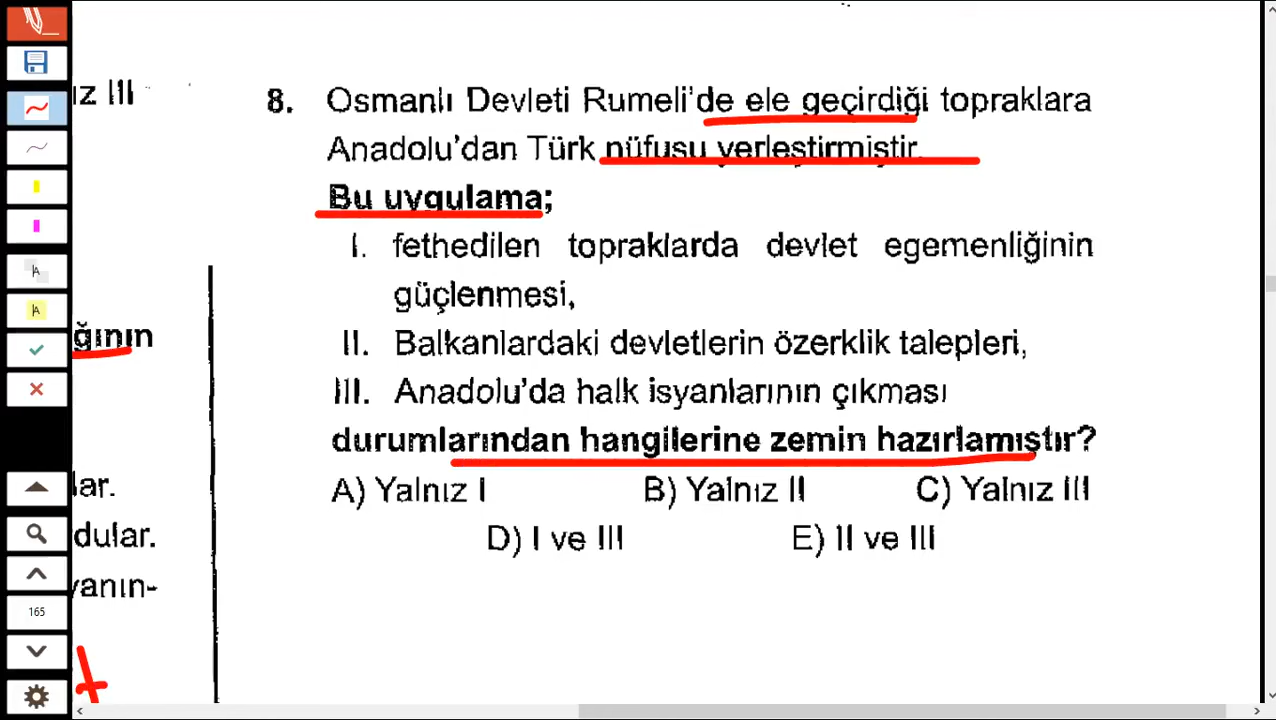 ız III
ğının
lar.
dular.
yanın-
165
8. Osmanlı Devleti Rumeli'de ele geçirdiği topraklara
Anadolu'dan Türk nüfusu yerleştirmiştir.
Bu uygulama;
I. fethedilen topraklarda devlet egemenliğinin
güçlenmesi,
II. Balkanlardaki devletlerin özerklik talepleri,
III. Anadolu'da halk isyanlarının çıkması
durumlarından hangilerine zemin hazırlamıştır?
A) Yalnız I B) Yalnız II C) Yalnız III
D) I ve III E) II ve III